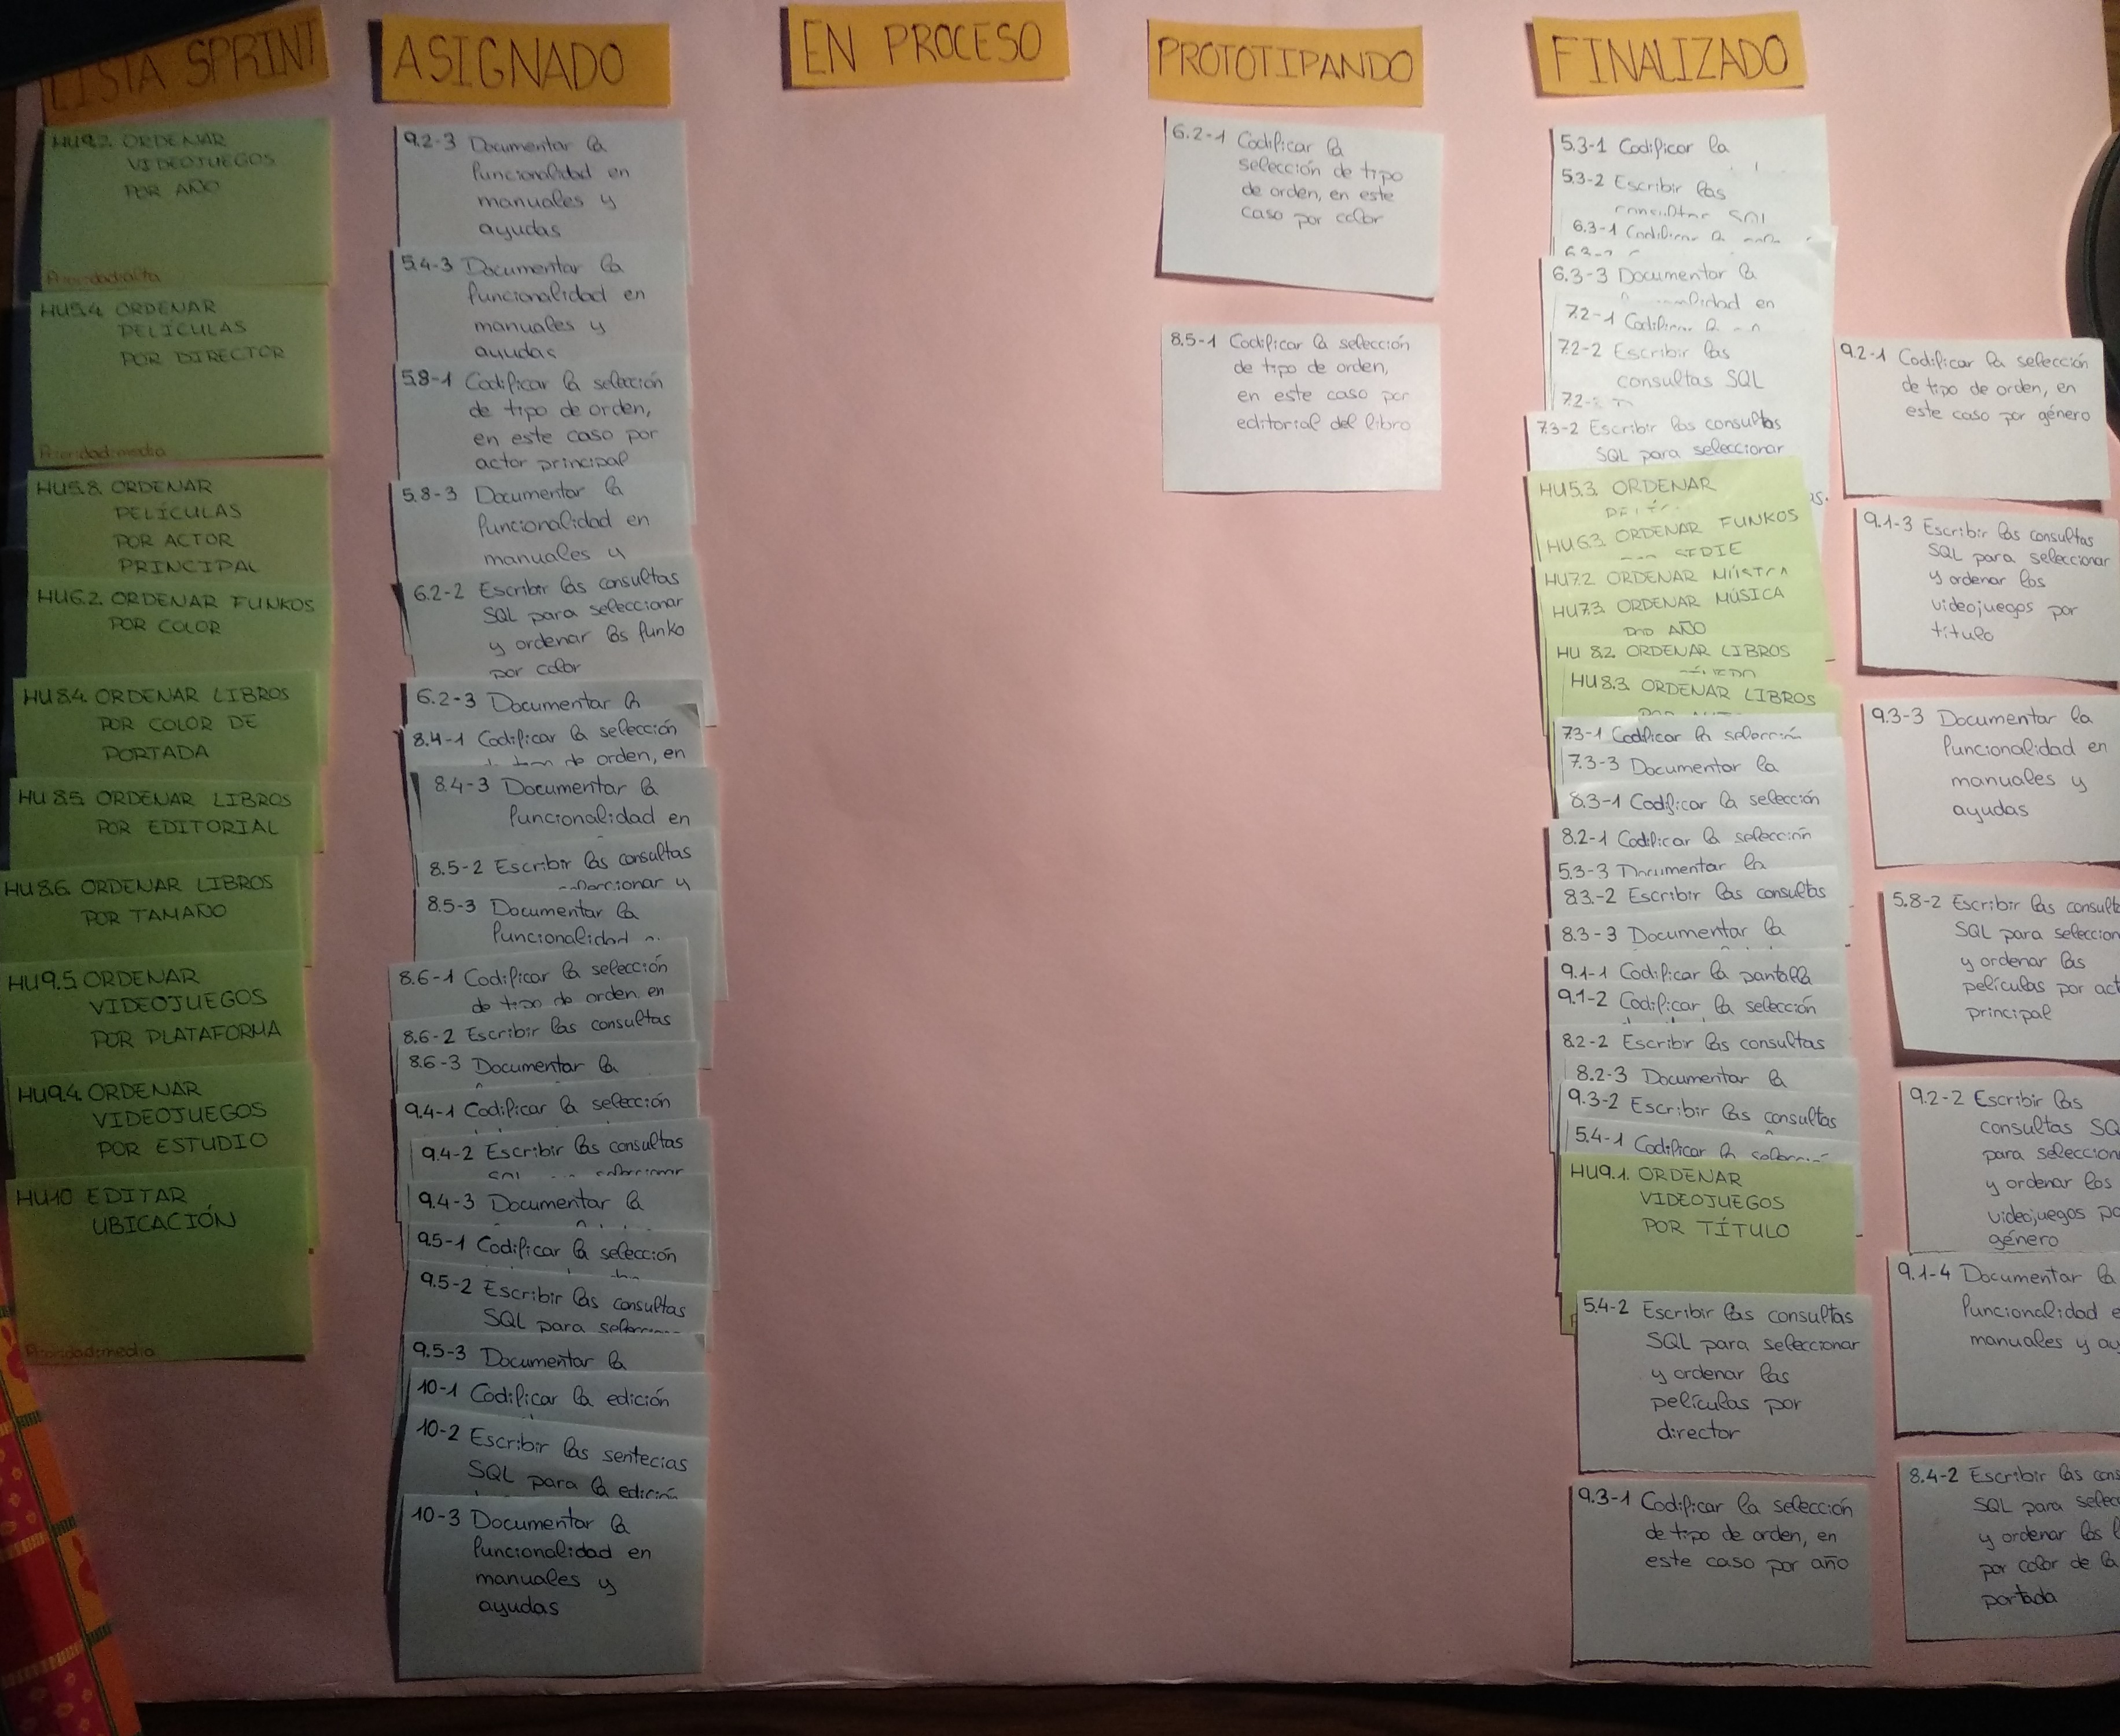 LISTA SPRINT
HU9.2. ORDENAR
VIDEOJUEGOS
POR AÑO
Prioridad:alta
HU5.4. ORDENAR
PELÍCULAS
POR DIRECTOR
Prioridad:media
HU5.8. ORDENAR
PELÍCULAS
POR ACTOR
PRINCIPAL
HU6.2. ORDENAR FUNKOS
POR COLOR
HU8.4. ORDENAR LIBROS
POR COLOR DE
PORTADA
HU8.5. ORDENAR LIBROS
POR EDITORIAL
HU8.6. ORDENAR LIBROS
POR TAMAÑO
HU9.5. ORDENAR
VIDEOJUEGOS
POR PLATAFORMA
HU9.4. ORDENAR
VIDEOJUEGOS
POR ESTUDIO
HU10 EDITAR
UBICACIÓN
Prioridad:media
ASIGNADO
9.2-3 Documentar la
funcionalidad en
manuales y
ayudas
5.4-3 Documentar la
funcionalidad en
manuales y
ayudas
5.8-1 Codificar la selección
de tipo de orden,
en este caso por
actor principal
5.8-3 Documentar la
funcionalidad en
manuales y
6.2-2 Escribir las consultas
SQL para seleccionar
y ordenar los funko
por color
6.2-3 Documentar la
8.4-1 Codificar la selección
de tipo de orden, en
8.4-3 Documentar la
funcionalidad en
8.5-2 Escribir las consultas
seleccionar y
8.5-3 Documentar la
funcionalidad
8.6-1 Codificar la selección
de tipo de orden, en
8.6-2 Escribir las consultas
8.6-3 Documentar la
9.4-1 Codificar la selección
9.4-2 Escribir las consultas
SQL seleccionar
9.4-3 Documentar la
9.5-1 Codificar la selección
9.5-2 Escribir las consultas
SQL para seleccionar
9.5-3 Documentar la
10-1 Codificar la edición
10-2 Escribir las sentecias
SQL para la edición
10-3 Documentar la
funcionalidad en
manuales y
ayudas
EN PROCESO
PROTOTIPANDO
6.2-1 Codificar la
selección de tipo
de orden, en este
caso por color
8.5-1 Codificar la selección
de tipo de orden,
en este caso por
editorial del libro
FINALIZADO
5.3-1 Codificar la
5.3-2 Escribir las
consultas SQL
6.3-1 Codificar la
6.3-3 Documentar la
funcionalidad en
7.2-1 Codificar la
7.2-2 Escribir las
consultas SQL
7.2-
7.3-2 Escribir las consultas
SQL para seleccionar
HU5.3. ORDENAR
HU6.3. ORDENAR FUNKOS
SERIE
HU7.2. ORDENAR MÚSICA
HU7.3. ORDENAR MÚSICA
POR AÑO
HU 8.2. ORDENAR LIBROS
HU 8.3. ORDENAR LIBROS
7.3-1 Codificar la selección
7.3-3 Documentar la
8.3-1 Codificar la selección
8.2-1 Codificar la selección
5.3-3 Documentar la
8.3-2 Escribir las consultas
8.3-3 Documentar la
9.1-1 Codificar la pantalla
9.1-2 Codificar la selección
8.2-2 Escribir las consultas
8.2-3 Documentar la
9.3-2 Escribir las consultas
5.4-1 Codificar la selección
HU9.1. ORDENAR
VIDEOJUEGOS
POR TÍTULO
5.4-2 Escribir las consultas
SQL para seleccionar
y ordenar las
películas por
director
9.3-1 Codificar la selección
de tipo de orden, en
este caso por año
9.2-1 Codificar la selección
de tipo de orden, en
este caso por género
9.1-3 Escribir las consultas
SQL para seleccionar
y ordenar los
videojuegos por
título
9.3-3 Documentar la
funcionalidad en
manuales y
ayudas
5.8-2 Escribir las consult
SQL para seleccion
y ordenar las
películas por act
principal
9.2-2 Escribir las
consultas SQ
para seleccion
y ordenar los
videojuegos po
género
9.1-4 Documentar la
funcionalidad e
manuales y ay
8.4-2 Escribir las cons
SQL para selec
y ordenar los l
por color de la
portada